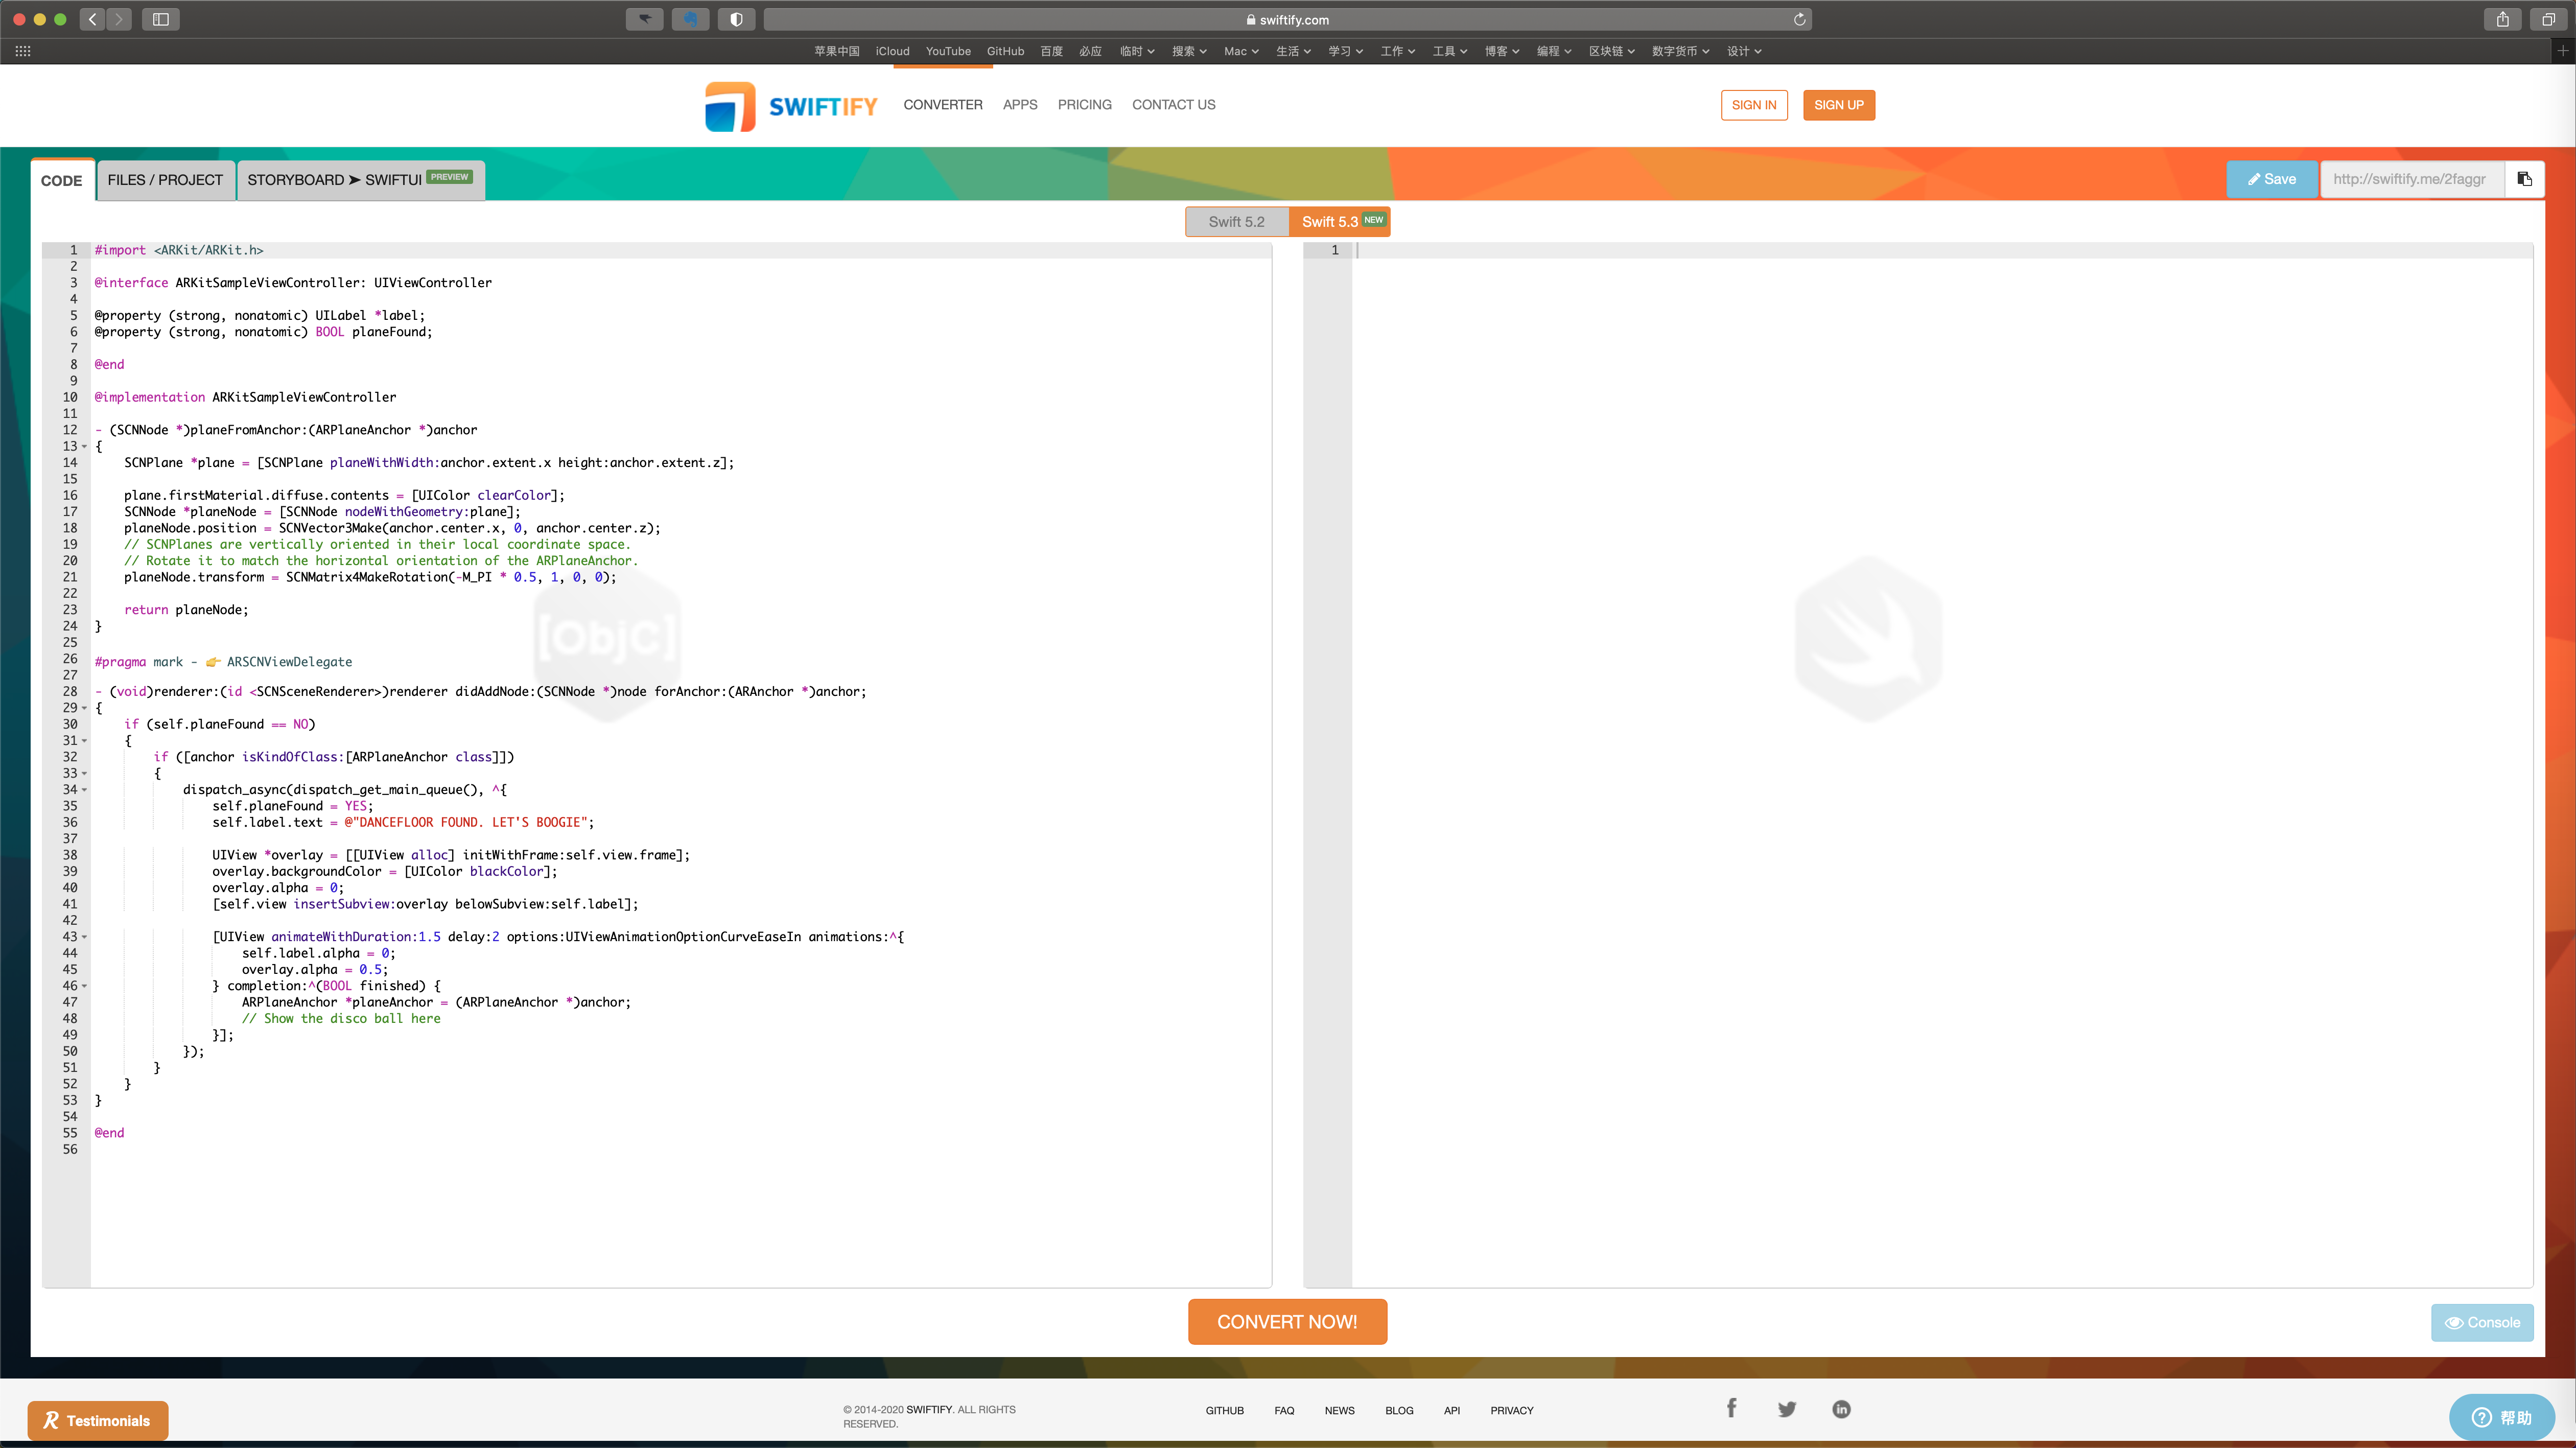 swiftify.com
苹果中国 iCloud YouTube GitHub 百度 必应 临时 搜索 Mac 生活 学习 工作 工具 博客 编程 区块链 数字货币 设计
SWIFTIFY CONVERTER APPS PRICING CONTACT US SIGN IN SIGN UP
CODE FILES / PROJECT STORYBOARD ➤ SWIFTUI PREVIEW Save http://swiftify.me/2faggr
Swift 5.2 Swift 5.3 NEW
1 #import <ARKit/ARKit.h> 1
2
3 @interface ARKitSampleViewController: UIViewController
4
5 @property (strong, nonatomic) UILabel *label;
6 @property (strong, nonatomic) BOOL planeFound;
7
8 @end
9
10 @implementation ARKitSampleViewController
11
12 - (SCNNode *)planeFromAnchor:(ARPlaneAnchor *)anchor
13 {
14 SCNPlane *plane = [SCNPlane planeWithWidth:anchor.extent.x height:anchor.extent.z];
15
16 plane.firstMaterial.diffuse.contents = [UIColor clearColor];
17 SCNNode *planeNode = [SCNNode nodeWithGeometry:plane];
18 planeNode.position = SCNVector3Make(anchor.center.x, 0, anchor.center.z);
19 // SCNPlanes are vertically oriented in their local coordinate space.
20 // Rotate it to match the horizontal orientation of the ARPlaneAnchor.
21 planeNode.transform = SCNMatrix4MakeRotation(-M_PI * 0.5, 1, 0, 0);
22
23 return planeNode;
[ObjC]
24 }
25
26 #pragma mark - 👉 ARSCNViewDelegate
27
28 - (void)renderer:(id <SCNSceneRenderer>)renderer didAddNode:(SCNNode *)node forAnchor:(ARAnchor *)anchor;
29 {
30 if (self.planeFound == NO)
31 {
32 if ([anchor isKindOfClass:[ARPlaneAnchor class]])
33 {
34 dispatch_async(dispatch_get_main_queue(), ^{
35 self.planeFound = YES;
36 self.label.text = @"DANCEFLOOR FOUND. LET'S BOOGIE";
37
38 UIView *overlay = [[UIView alloc] initWithFrame:self.view.frame];
39 overlay.backgroundColor = [UIColor blackColor];
40 overlay.alpha = 0;
41 [self.view insertSubview:overlay belowSubview:self.label];
42
43 [UIView animateWithDuration:1.5 delay:2 options:UIViewAnimationOptionCurveEaseIn animations:^{
44 self.label.alpha = 0;
45 overlay.alpha = 0.5;
46 } completion:^(BOOL finished) {
47 ARPlaneAnchor *planeAnchor = (ARPlaneAnchor *)anchor;
48 // Show the disco ball here
49 }];
50 });
51 }
52 }
53 }
54
55 @end
56
CONVERT NOW! Console
Testimonials
© 2014-2020 SWIFTIFY. ALL RIGHTS
RESERVED.
GITHUB FAQ NEWS BLOG API PRIVACY
帮助